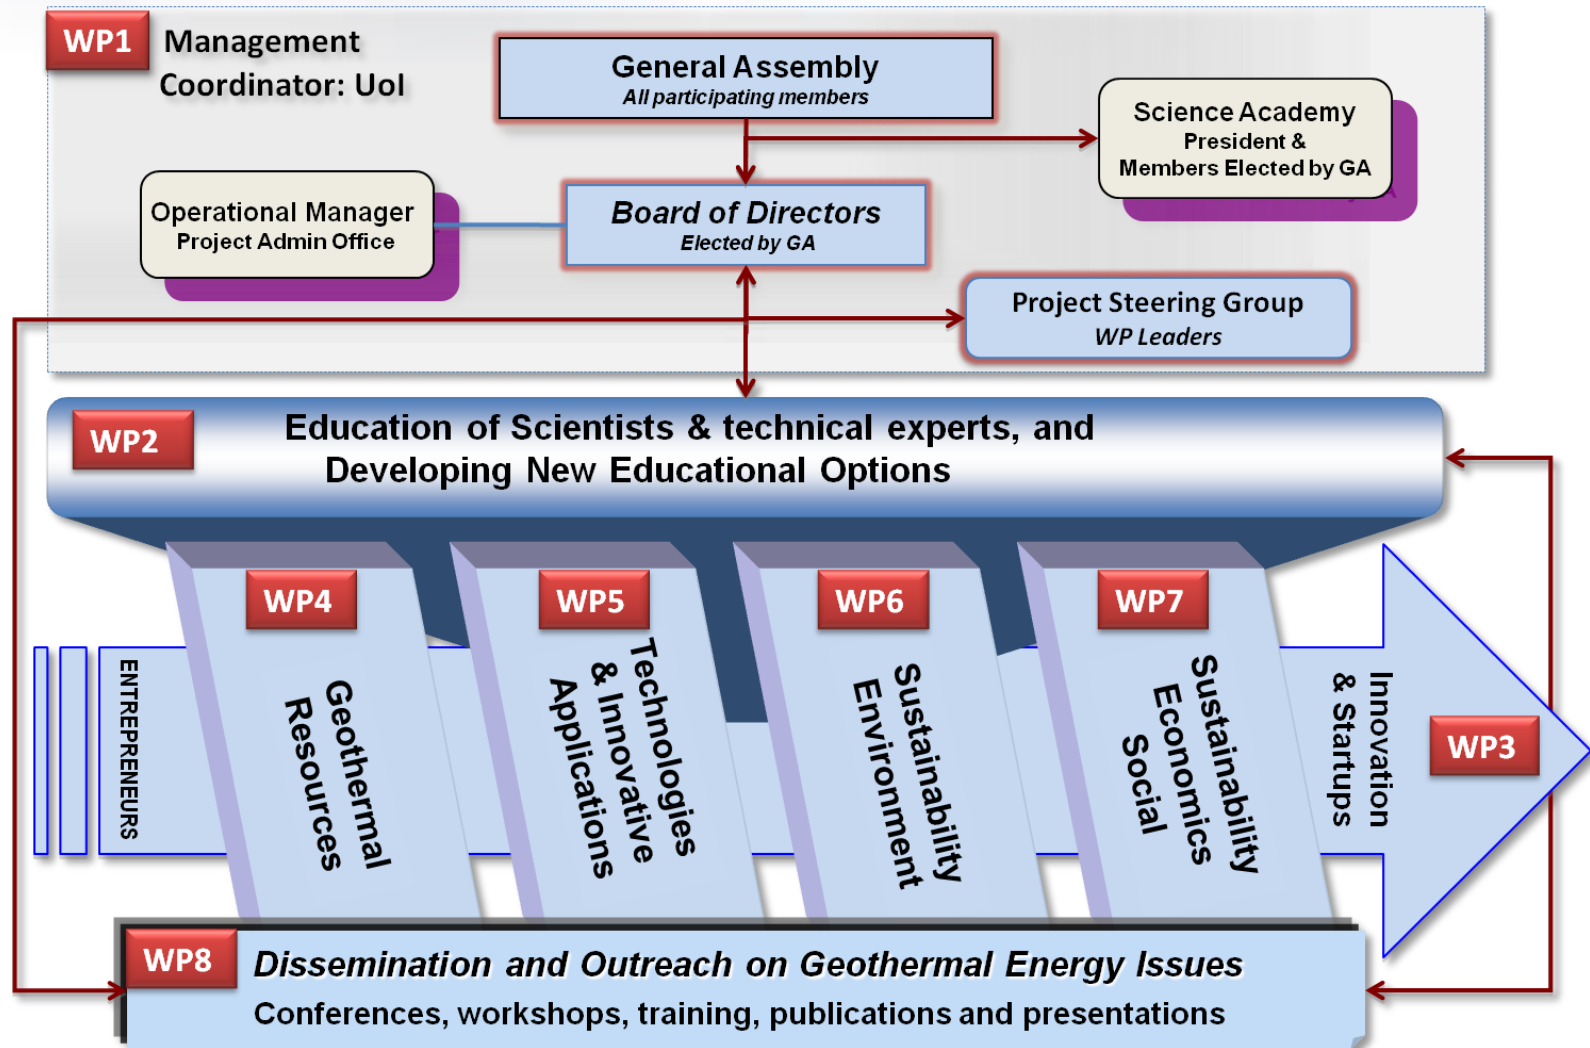 WP1 Management
Coordinator: UoI
General Assembly
All participating members
Science Academy
President &
Members Elected by GA
Operational Manager
Project Admin Office
Board of Directors
Elected by GA
Project Steering Group
WP Leaders
WP2
Education of Scientists & technical experts, and
Developing New Educational Options
WP4
Geothermal
Resources
WP5
Technologies
& Innovative
Applications
WP6
Sustainability
Environment
WP7
Sustainability
Economics
Social
ENTREPRENEURS
Innovation
& Startups
WP3
WP8
Dissemination and Outreach on Geothermal Energy Issues
Conferences, workshops, training, publications and presentations